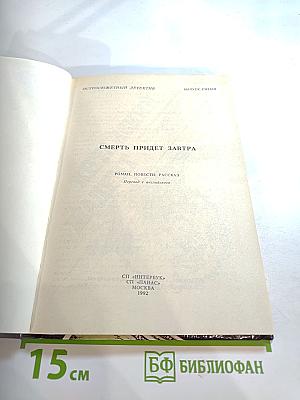 ОСТРОСЮЖЕТНЫЙ ДЕТЕКТИВ
ВЫПУСК
СМЕРТЬ ПРИДЕТ ЗАВТРА
РОМАН, ПОВЕСТИ, РАССКАЗ
Перевод с английского
СП «ИНТЕРБУК»
СП «ПАНАС»
МОСКВА
1992
15 см
БФ БИБЛИОФАН